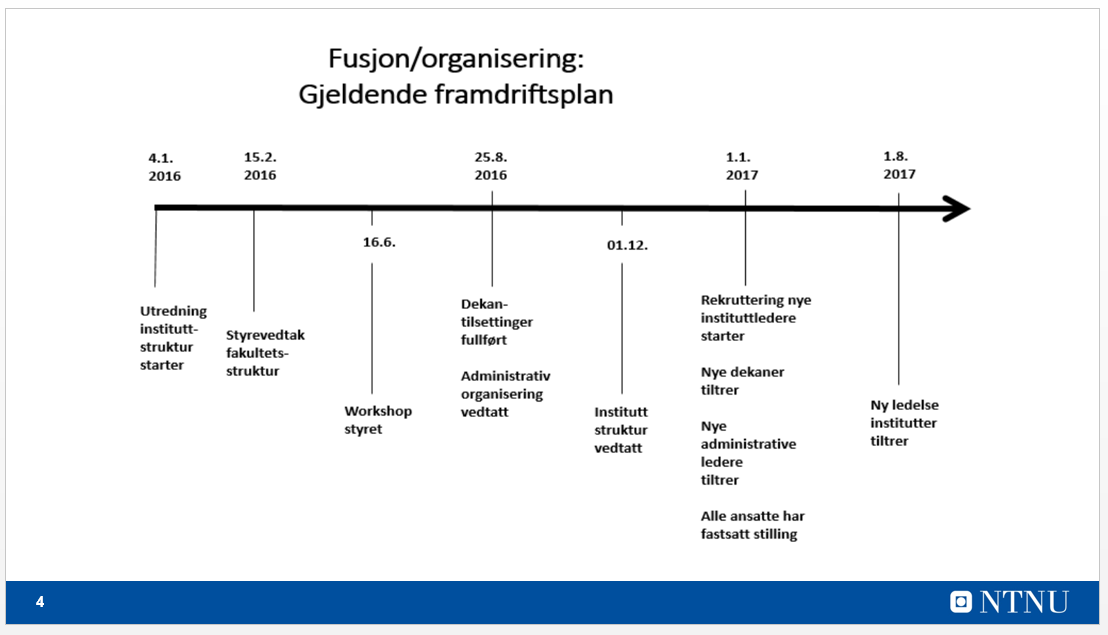 Fusjon/organisering:
Gjeldende framdriftsplan
4.1.
2016
15.2.
2016
25.8.
2016
1.1.
2017
1.8.
2017
16.6.
01.12.
Utredning
institutt-
struktur
starter
Styrevedtak
fakultets-
struktur
Workshop
styret
Dekan-
tilsettinger
fullført
Administrativ
organisering
vedtatt
Institutt
struktur
vedtatt
Rekruttering nye
instituttledere
starter
Nye dekaner
tiltrer
Nye
administrative
ledere
tiltrer
Alle ansatte har
fastsatt stilling
Ny ledelse
institutter
tiltrer
4
NTNU